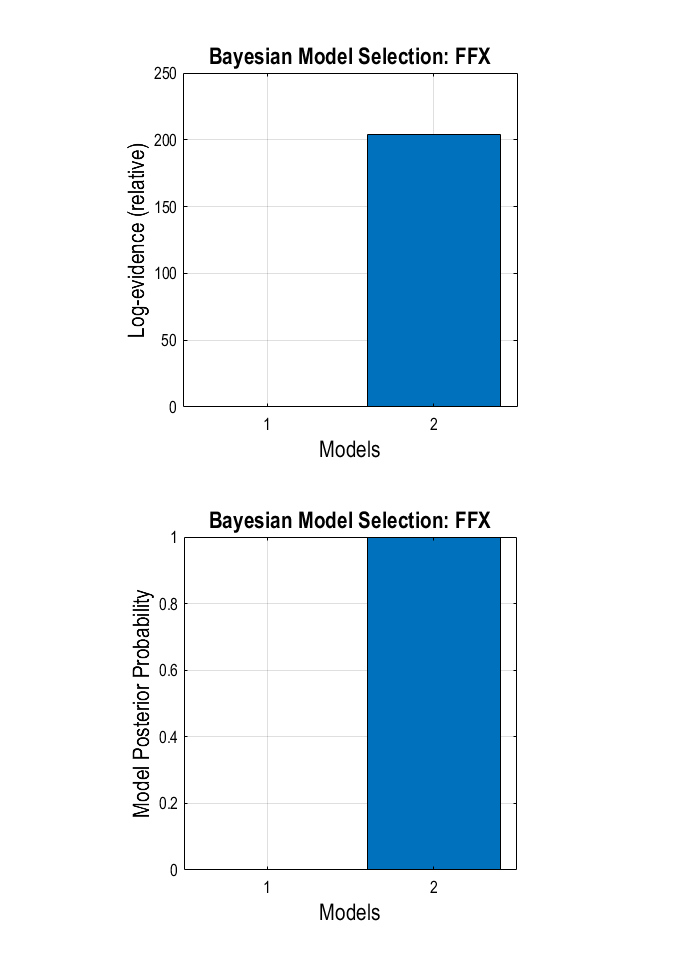 Bayesian Model Selection: FFX
250
200
150
100
50
0
Log-evidence (relative)
1 2
Models
Bayesian Model Selection: FFX
1
0.8
0.6
0.4
0.2
0
Model Posterior Probability
1 2
Models